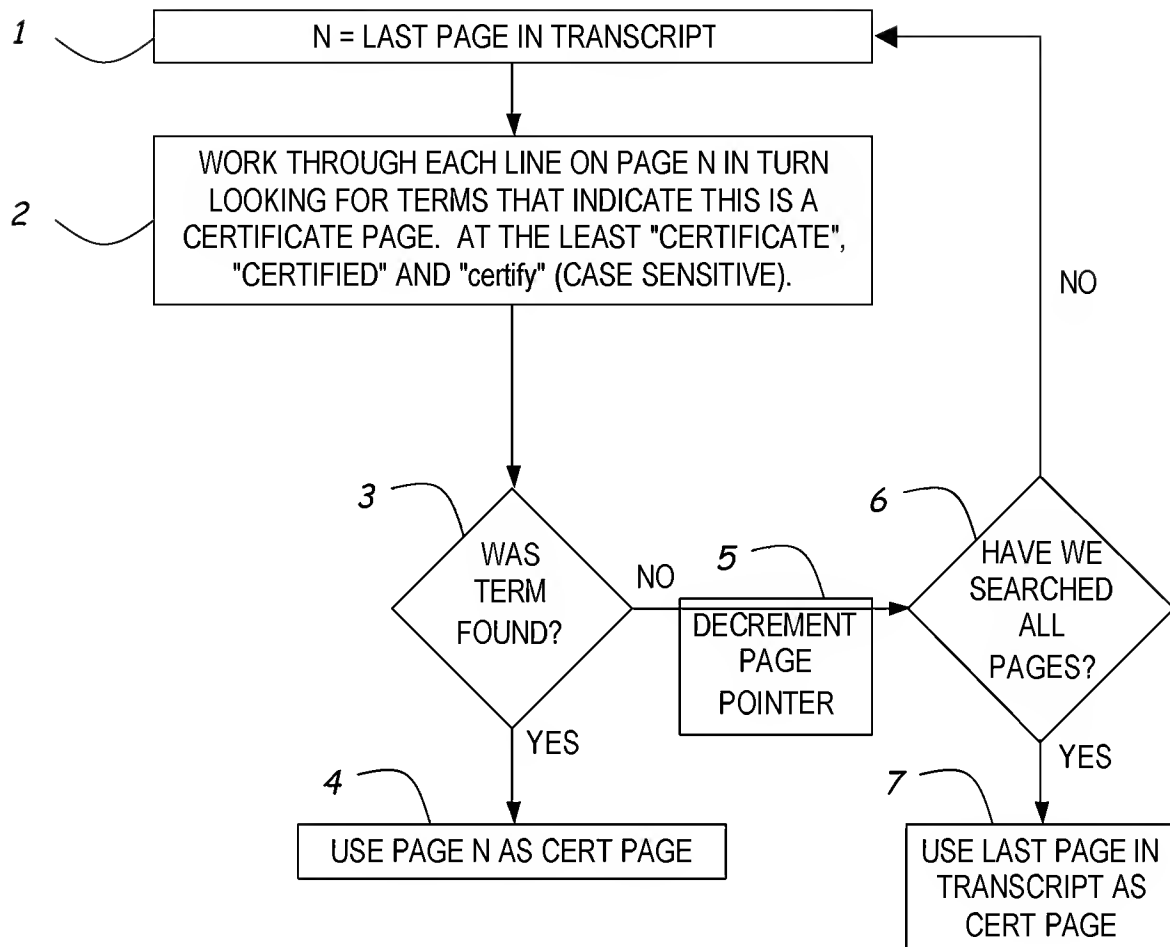 1
N = LAST PAGE IN TRANSCRIPT
2
WORK THROUGH EACH LINE ON PAGE N IN TURN
LOOKING FOR TERMS THAT INDICATE THIS IS A
CERTIFICATE PAGE. AT THE LEAST "CERTIFICATE",
"CERTIFIED" AND "certify" (CASE SENSITIVE).
NO
3
WAS
TERM
FOUND?
NO
5
DECREMENT
PAGE
POINTER
6
HAVE WE
SEARCHED
ALL
PAGES?
YES
4
USE PAGE N AS CERT PAGE
YES
7
USE LAST PAGE IN
TRANSCRIPT AS
CERT PAGE